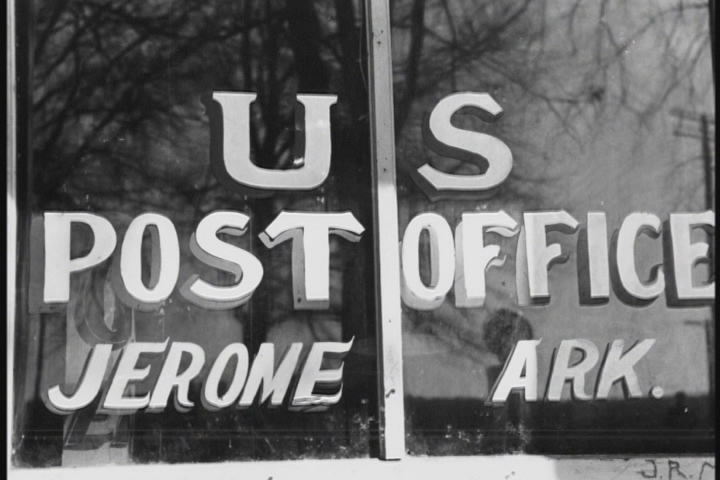 U S
POST OFFICE
JEROME ARK.
J.R.